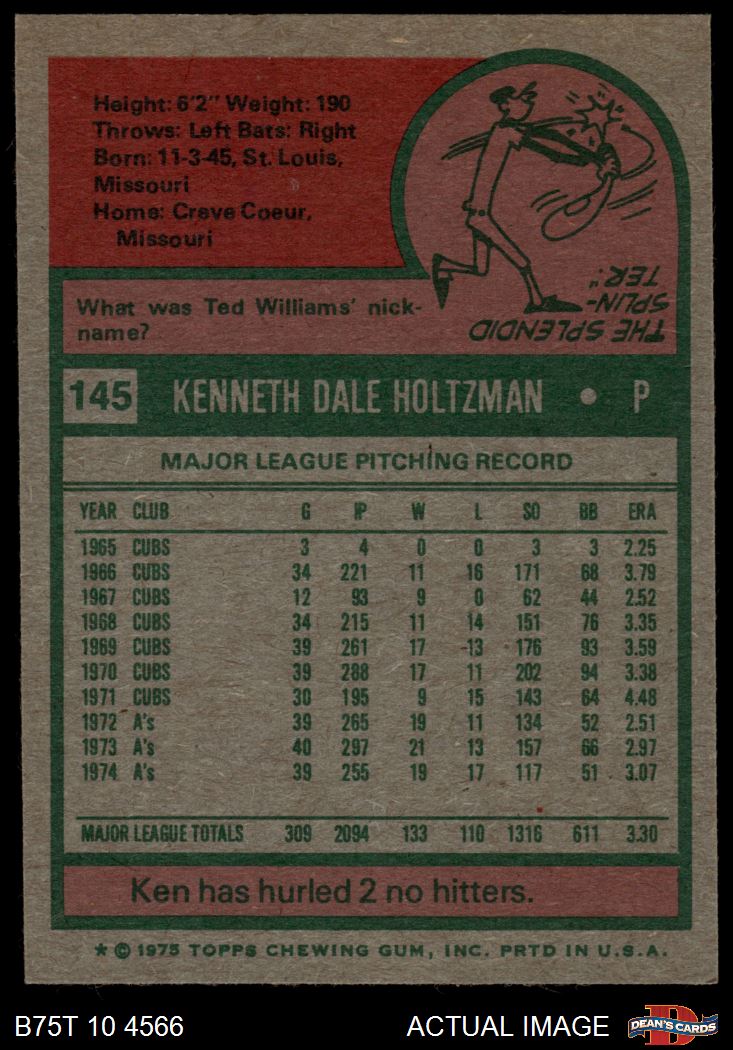 Height: 6'2" Weight: 190
Throws: Left Bats: Right
Born: 11-3-45, St. Louis,
Missouri
Home: Creve Coeur,
Missouri
What was Ted Williams' nick-
name?
THE SPLENDID
SPLIN-
TER."
145 KENNETH DALE HOLTZMAN • P
MAJOR LEAGUE PITCHING RECORD
YEAR CLUB G IP W L SO BB ERA
1965 CUBS 3 4 0 0 3 3 2.25
1966 CUBS 34 221 11 16 171 68 3.79
1967 CUBS 12 93 9 0 62 44 2.52
1968 CUBS 34 215 11 14 151 76 3.35
1969 CUBS 39 261 17 13 176 93 3.59
1970 CUBS 39 288 17 11 202 94 3.38
1971 CUBS 30 195 9 15 143 64 4.48
1972 A's 39 265 19 11 134 52 2.51
1973 A's 40 297 21 13 157 66 2.97
1974 A's 39 255 19 17 117 51 3.07
MAJOR LEAGUE TOTALS 309 2094 133 110 1316 611 3.30
Ken has hurled 2 no hitters.
* © 1975 TOPPS CHEWING GUM, INC. PRTD IN U.S.A.
B75T 10 4566 ACTUAL IMAGE
DEAN'S CARDS